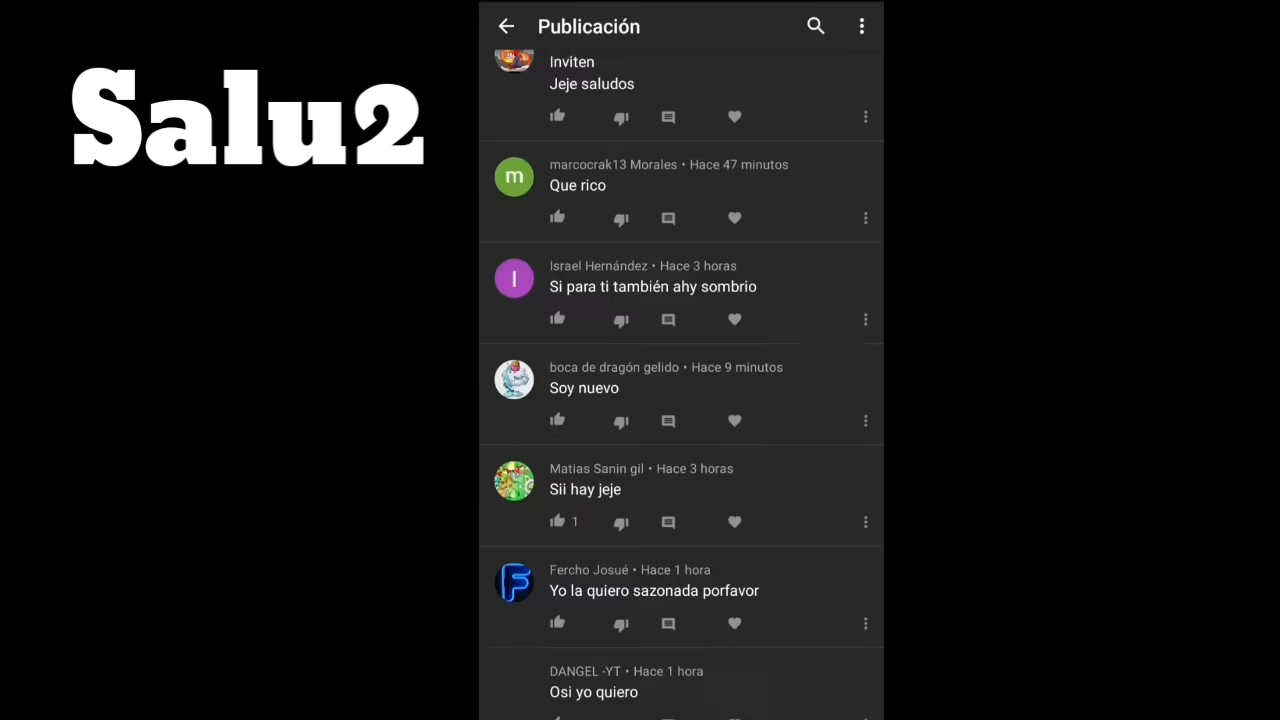 Salu2
Publicación
Inviten
Jeje saludos
marcocrak13 Morales • Hace 47 minutos
m
Que rico
Israel Hernández • Hace 3 horas
I
Si para ti también ahy sombrio
boca de dragón gelido • Hace 9 minutos
Soy nuevo
Matias Sanin gil • Hace 3 horas
Sii hay jeje
1
Fercho Josué • Hace 1 hora
F
Yo la quiero sazonada porfavor
DANGEL -YT • Hace 1 hora
Osi yo quiero